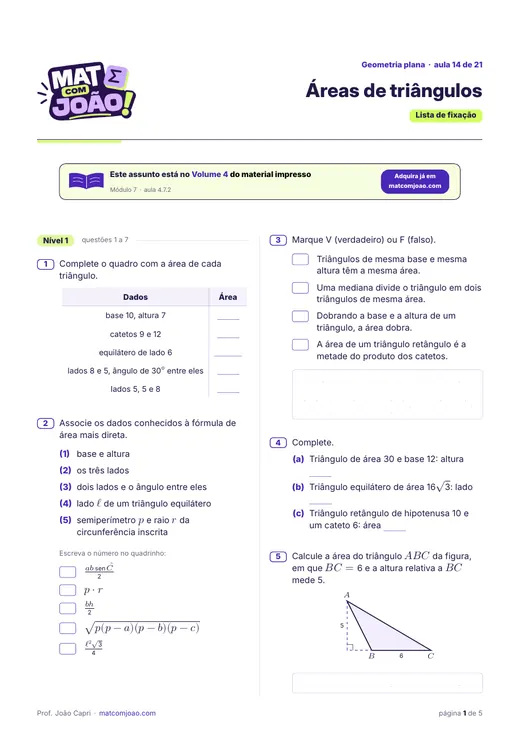 MAT
COM
JOÃO!
Geometria plana · aula 14 de 21
Áreas de triângulos
Lista de fixação
Este assunto está no Volume 4 do material impresso
Módulo 7 · aula 4.7.2
Adquira já em
matcomjoao.com
Nível 1 questões 1 a 7
1 Complete o quadro com a área de cada
triângulo.
Dados Área
base 10, altura 7
catetos 9 e 12
equilátero de lado 6
lados 8 e 5, ângulo de 30° entre eles
lados 5, 5 e 8
2 Associe os dados conhecidos à fórmula de
área mais direta.
(1) base e altura
(2) os três lados
(3) dois lados e o ângulo entre eles
(4) lado ℓ de um triângulo equilátero
(5) semiperímetro p e raio r da
circunferência inscrita
Escreva o número no quadrinho:
ab sen Ĉ / 2
p · r
bh / 2
√p(p − a)(p − b)(p − c)
ℓ²√3 / 4
3 Marque V (verdadeiro) ou F (falso).
Triângulos de mesma base e mesma
altura têm a mesma área.
Uma mediana divide o triângulo em dois
triângulos de mesma área.
Dobrando a base e a altura de um
triângulo, a área dobra.
A área de um triângulo retângulo é a
metade do produto dos catetos.
4 Complete.
(a) Triângulo de área 30 e base 12: altura
(b) Triângulo equilátero de área 16√3: lado
(c) Triângulo retângulo de hipotenusa 10 e
um cateto 6: área
5 Calcule a área do triângulo ABC da figura,
em que BC = 6 e a altura relativa a BC
mede 5.
A
5
B 6 C
Prof. João Capri · matcomjoao.com
página 1 de 5